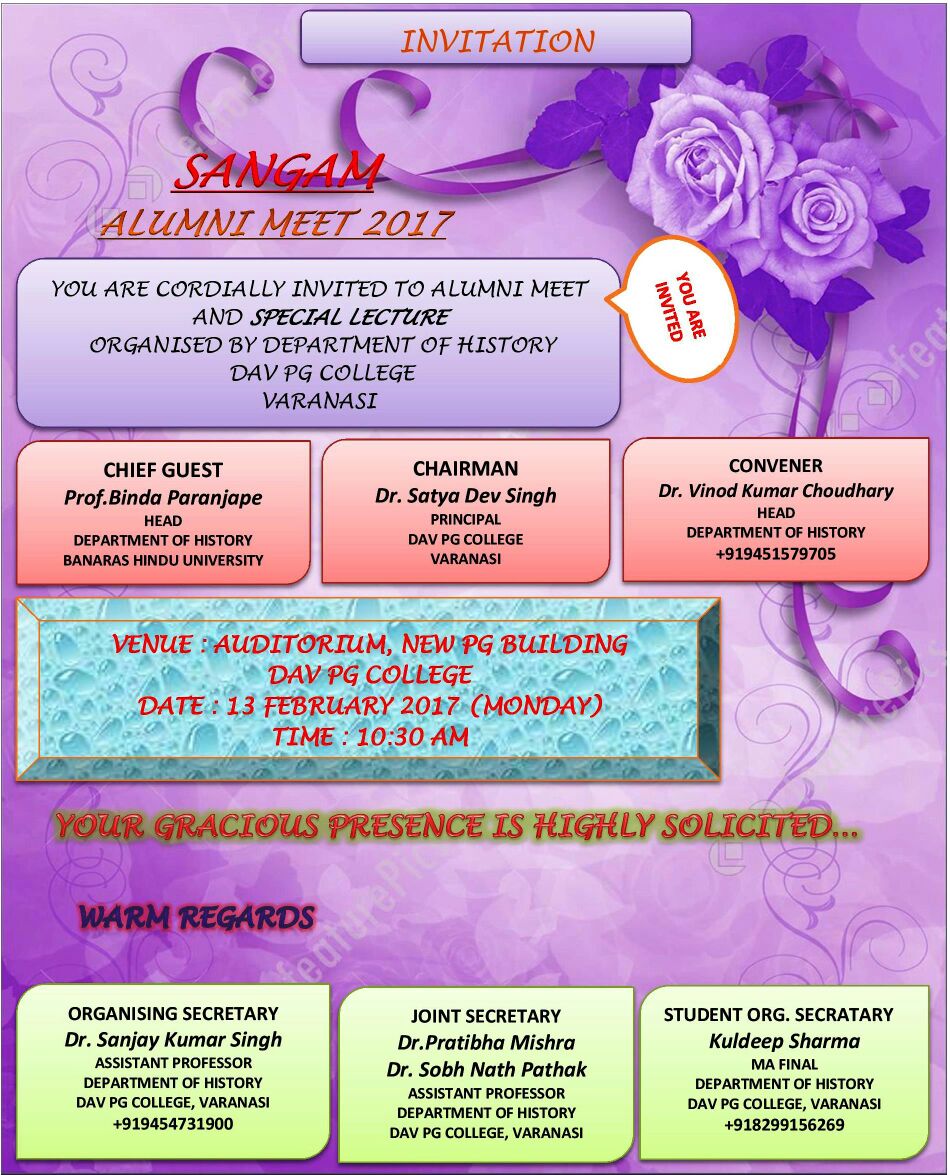 INVITATION
SANGAM
ALUMNI MEET 2017
YOU ARE CORDIALLY INVITED TO ALUMNI MEET
AND SPECIAL LECTURE
ORGANISED BY DEPARTMENT OF HISTORY
DAV PG COLLEGE
VARANASI
YOU ARE
INVITED
CHIEF GUEST
Prof.Binda Paranjape
HEAD
DEPARTMENT OF HISTORY
BANARAS HINDU UNIVERSITY
CHAIRMAN
Dr. Satya Dev Singh
PRINCIPAL
DAV PG COLLEGE
VARANASI
CONVENER
Dr. Vinod Kumar Choudhary
HEAD
DEPARTMENT OF HISTORY
+919451579705
VENUE : AUDITORIUM, NEW PG BUILDING
DAV PG COLLEGE
DATE : 13 FEBRUARY 2017 (MONDAY)
TIME : 10:30 AM
YOUR GRACIOUS PRESENCE IS HIGHLY SOLICITED...
WARM REGARDS
ORGANISING SECRETARY
Dr. Sanjay Kumar Singh
ASSISTANT PROFESSOR
DEPARTMENT OF HISTORY
DAV PG COLLEGE, VARANASI
+919454731900
JOINT SECRETARY
Dr.Pratibha Mishra
Dr. Sobh Nath Pathak
ASSISTANT PROFESSOR
DEPARTMENT OF HISTORY
DAV PG COLLEGE, VARANASI
STUDENT ORG. SECRATARY
Kuldeep Sharma
MA FINAL
DEPARTMENT OF HISTORY
DAV PG COLLEGE, VARANASI
+918299156269